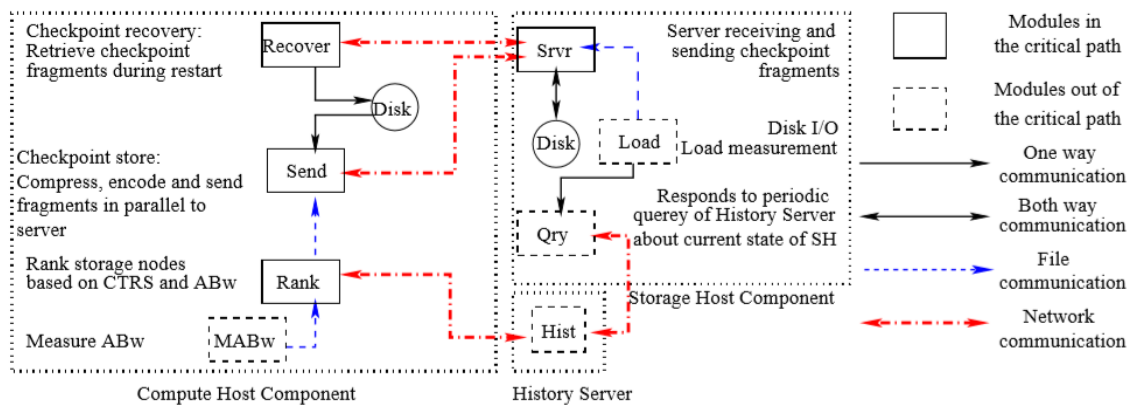 Checkpoint recovery:
Retrieve checkpoint
fragments during restart
Recover
Disk
Checkpoint store:
Compress, encode and send
fragments in parallel to
server
Send
Rank storage nodes
based on CTRS and ABw
Rank
Measure ABw
MABw
Compute Host Component
Srvr
Server receiving and
sending checkpoint
fragments
Disk
Load
Disk I/O
Load measurement
Qry
Responds to periodic
querey of History Server
about current state of SH
Storage Host Component
Hist
History Server
Modules in
the critical path
Modules out of
the critical path
One way
communication
Both way
communication
File
communication
Network
communication